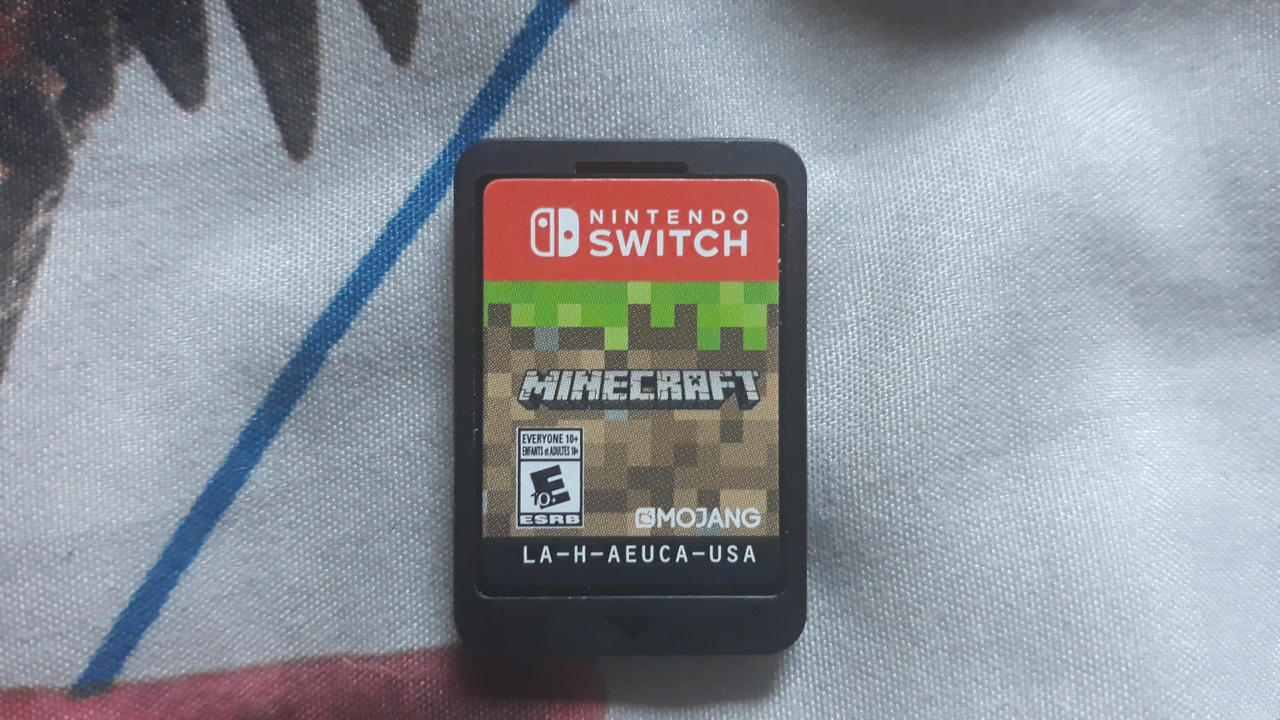 NINTENDO
SWITCH
MINECRAFT
EVERYONE 10+
ENFANTS et ADULTES 10+
E
10+
ESRB
MOJANG
LA-H-AEUCA-USA